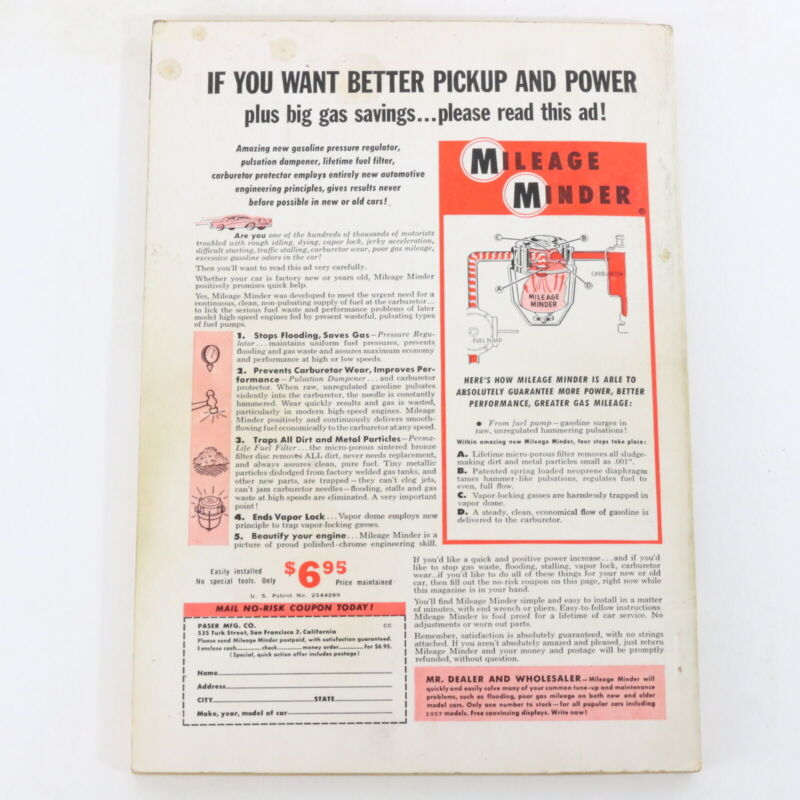 IF YOU WANT BETTER PICKUP AND POWER
plus big gas savings...please read this ad!
Amazing new gasoline pressure regulator,
pulsation dampener, lifetime fuel filter,
carburetor protector employs entirely new automotive
engineering principles, gives results never
before possible in new or old cars!
Are you one of the hundreds of thousands of motorists
troubled with rough idling, dying, vapor lock, jerky acceleration,
difficult starting, traffic stalling, carburetor wear, poor gas mileage,
excessive gasoline odors in the car?
Then you'll want to read this ad very carefully.
Whether your car is factory new or years old, Mileage Minder
positively promises quick help.
Yes, Mileage Minder was developed to meet the urgent need for a
continuous, clean, non-pulsating supply of fuel at the carburetor...
to lick the serious fuel waste and performance problems of later
model high-speed engines fed by present wasteful, pulsating types
of fuel pumps.
1. Stops Flooding, Saves Gas—Pressure Regu-
lator...maintains uniform fuel pressures, prevents
flooding and gas waste and assures maximum economy
and performance at high or low speeds.
2. Prevents Carburetor Wear, Improves Per-
formance—Pulsation Dampener...and carburetor
protector. When raw, unregulated gasoline pulsates
violently into the carburetor, the needle is constantly
hammered. Wear quickly results and gas is wasted,
particularly in modern high-speed engines. Mileage
Minder positively and continuously delivers smooth-
flowing fuel economically to the carburetor at any speed.
3. Traps All Dirt and Metal Particles—Perma-
Life Fuel Filter...the micro-porous sintered bronze
filter disc removes ALL dirt, never needs replacement,
and always assures clean, pure fuel. Tiny metallic
particles dislodged from factory welded gas tanks, and
other new parts, are trapped—they can't clog jets,
can't jam carburetor needles—flooding, stalls and gas
waste at high speeds are eliminated. A very important
point!
4. Ends Vapor Lock...Vapor dome employs new
principle to trap vapor-locking gasses.
5. Beautify your engine...Mileage Minder is a
picture of proud polished-chrome engineering skill.
Easily installed
No special tools. Only
$6.95
Price maintained
U. S. Patent No. 2544289
MAIL NO-RISK COUPON TODAY!
PASER MFG. CO. CC
535 Turk Street, San Francisco 2, California
Please send Mileage Minder postpaid, with satisfaction guaranteed.
I enclose cash____check____money order____for $6.95.
(Special, quick action offer includes postage)
Name
Address
CITY STATE
Make, year, model of car
MILEAGE
MINDER®
C
B
A
D
CARBURETOR
MILEAGE
MINDER
FUEL PUMP
HERE'S HOW MILEAGE MINDER IS ABLE TO
ABSOLUTELY GUARANTEE MORE POWER, BETTER
PERFORMANCE, GREATER GAS MILEAGE:
● From fuel pump—gasoline surges in
raw, unregulated hammering pulsations!
Within amazing new Mileage Minder, four steps take place:
A. Lifetime micro-porous filter removes all sludge-
making dirt and metal particles small as .001".
B. Patented spring loaded neoprene diaphragm
tames hammer-like pulsations, regulates fuel to
even, full flow.
C. Vapor-locking gasses are harmlessly trapped in
vapor dome.
D. A steady, clean, economical flow of gasoline is
delivered to the carburetor.
If you'd like a quick and positive power increase...and if you'd
like to stop gas waste, flooding, stalling, vapor lock, carburetor
wear...if you'd like to do all of these things for your new or old
car, then fill out the no-risk coupon on this page, right now while
this magazine is in your hand.
You'll find Mileage Minder simple and easy to install in a matter
of minutes, with end wrench or pliers. Easy-to-follow instructions.
Mileage Minder is fool proof for a lifetime of car service. No
adjustments or worn out parts.
Remember, satisfaction is absolutely guaranteed, with no strings
attached. If you aren't absolutely amazed and pleased, just return
Mileage Minder and your money and postage will be promptly
refunded, without question.
MR. DEALER AND WHOLESALER—Mileage Minder will
quickly and easily solve many of your common tune-up and maintenance
problems, such as flooding, poor gas mileage on both new and older
model cars. Only one number to stock—for all popular cars including
1957 models. Free convincing displays. Write now!